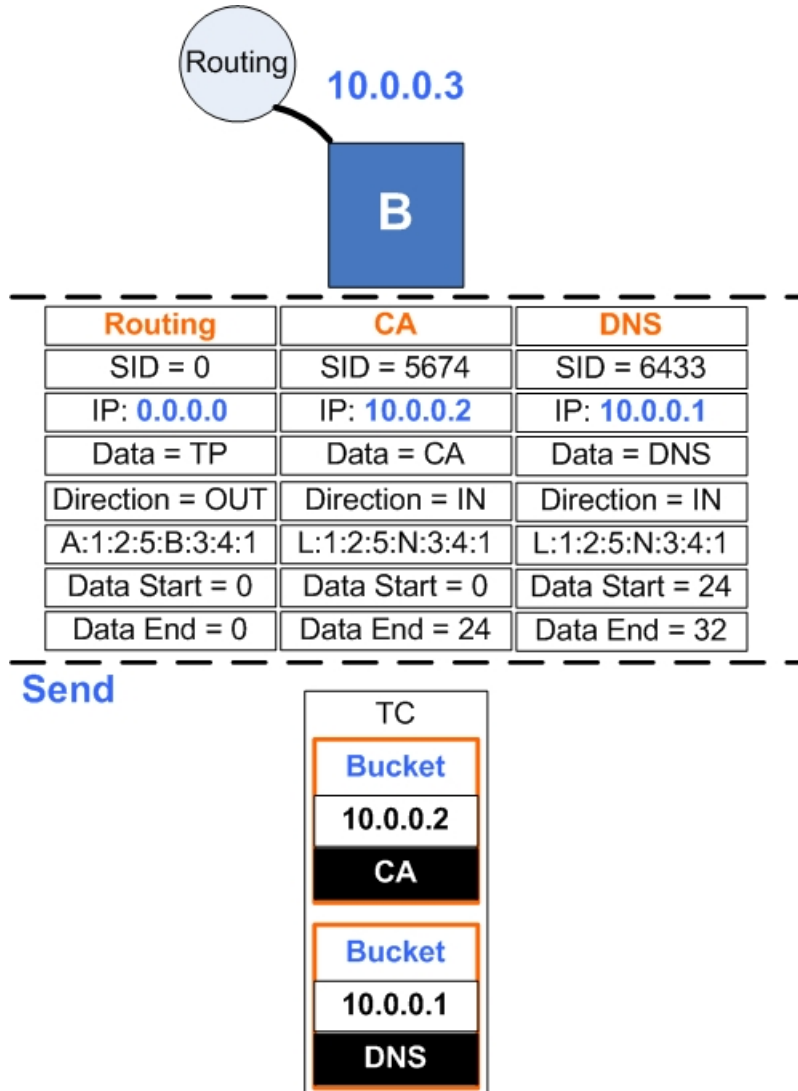 Routing
10.0.0.3
B
Routing CA DNS
SID = 0 SID = 5674 SID = 6433
IP: 0.0.0.0 IP: 10.0.0.2 IP: 10.0.0.1
Data = TP Data = CA Data = DNS
Direction = OUT Direction = IN Direction = IN
A:1:2:5:B:3:4:1 L:1:2:5:N:3:4:1 L:1:2:5:N:3:4:1
Data Start = 0 Data Start = 0 Data Start = 24
Data End = 0 Data End = 24 Data End = 32
Send
TC
Bucket
10.0.0.2
CA
Bucket
10.0.0.1
DNS